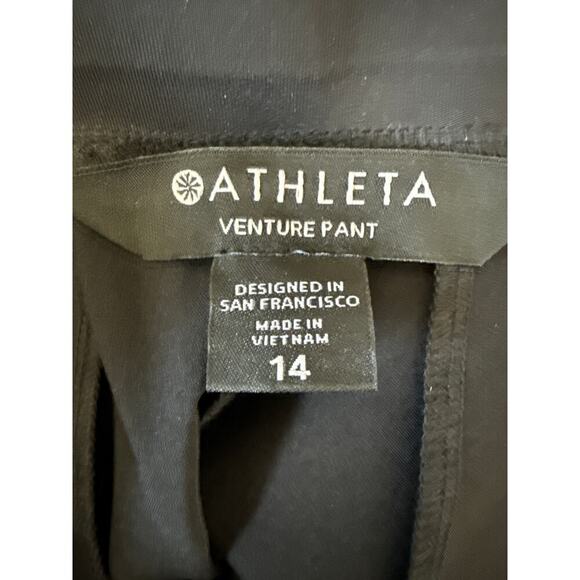 ATHLETA
VENTURE PANT
DESIGNED IN
SAN FRANCISCO
MADE IN
VIETNAM
14